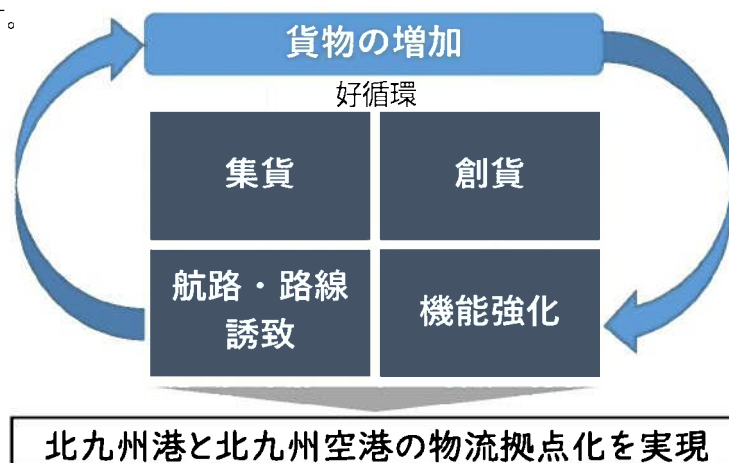 す。
貨物の増加
好循環
集貨
創貨
航路・路線
誘致
機能強化
北九州港と北九州空港の物流拠点化を実現